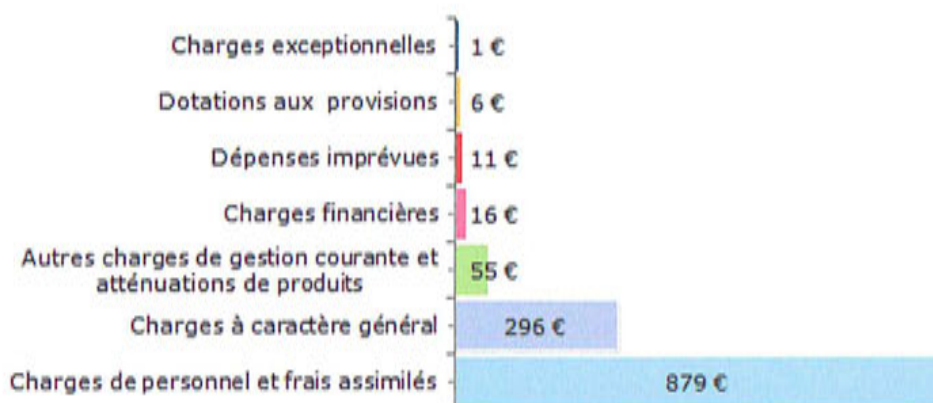 Charges exceptionnelles 1 €
Dotations aux provisions 6 €
Dépenses imprévues 11 €
Charges financières 16 €
Autres charges de gestion courante et
atténuations de produits 55 €
Charges à caractère général 296 €
Charges de personnel et frais assimilés 879 €